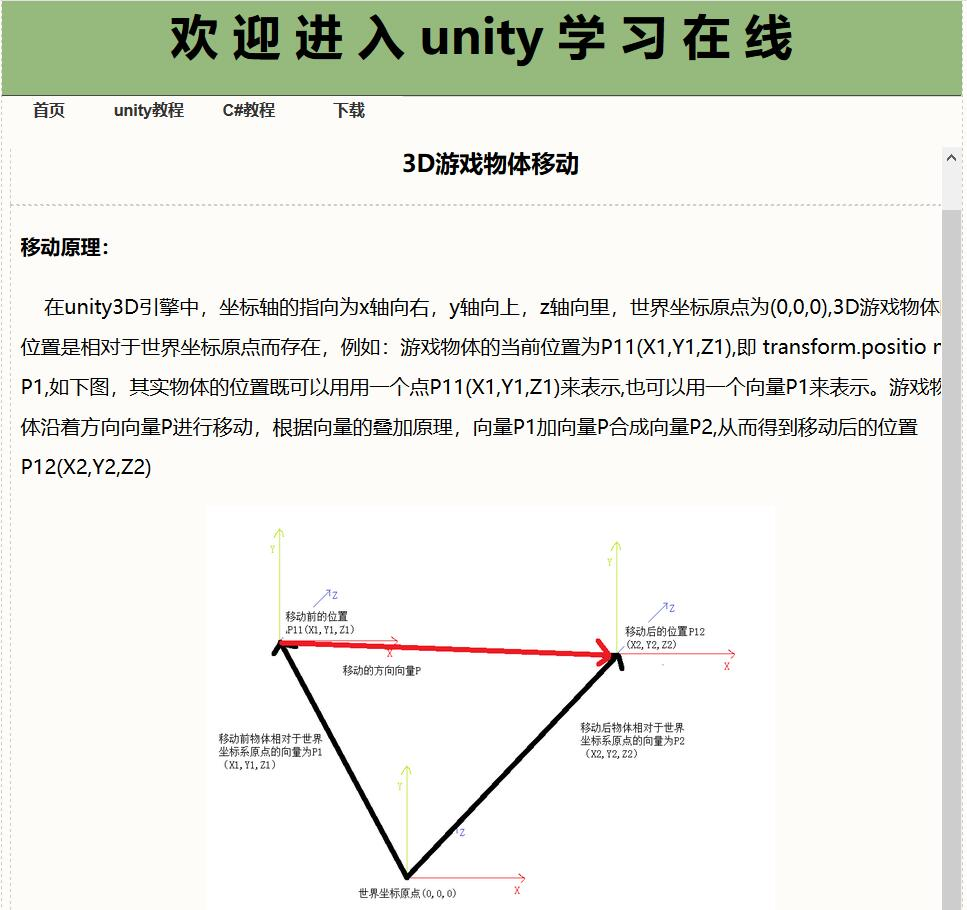 欢 迎 进 入 unity 学 习 在 线
首页 unity教程 C#教程 下载
3D游戏物体移动
移动原理：
在unity3D引擎中，坐标轴的指向为x轴向右，y轴向上，z轴向里，世界坐标原点为(0,0,0),3D游戏物体
位置是相对于世界坐标原点而存在，例如：游戏物体的当前位置为P11(X1,Y1,Z1),即 transform.positio n
P1,如下图，其实物体的位置既可以用用一个点P11(X1,Y1,Z1)来表示,也可以用一个向量P1来表示。游戏物
体沿着方向向量P进行移动，根据向量的叠加原理，向量P1加向量P合成向量P2,从而得到移动后的位置
P12(X2,Y2,Z2)
Y
Y
Z
Z
移动前的位置
P11(X1,Y1,Z1)
移动后的位置P12
(X2,Y2,Z2)
X
X
移动的方向向量P
移动前物体相对于世界
坐标系原点的向量为P1
（X1,Y1,Z1）
移动后物体相对于世界
坐标系原点的向量为P2
（X2,Y2,Z2）
Y
Z
X
世界坐标原点(0,0,0)